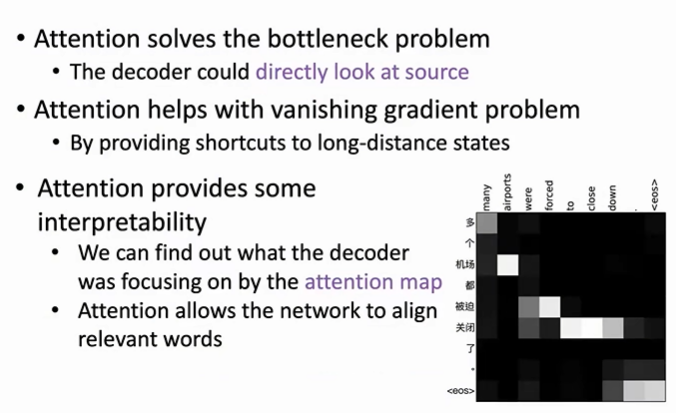 • Attention solves the bottleneck problem
• The decoder could directly look at source
• Attention helps with vanishing gradient problem
• By providing shortcuts to long-distance states
• Attention provides some
interpretability
• We can find out what the decoder
was focusing on by the attention map
• Attention allows the network to align
relevant words
many
airports
were
forced
to
close
down
.
<eos>
多
个
机场
都
被迫
关闭
了
。
<eos>